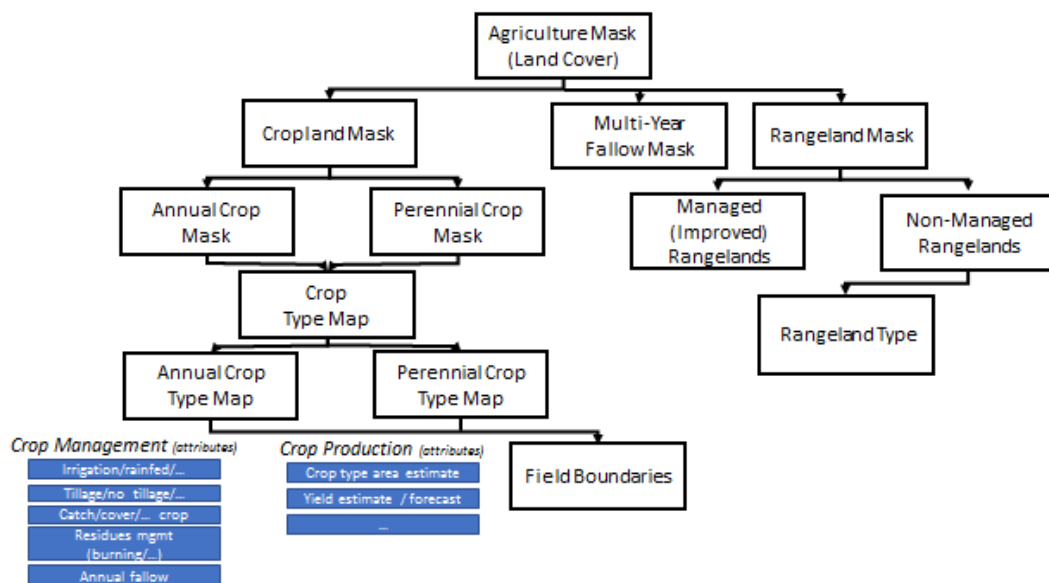 Agriculture Mask
(Land Cover)
Cropland Mask
Multi-Year
Fallow Mask
Rangeland Mask
Annual Crop
Mask
Perennial Crop
Mask
Managed
(Improved)
Rangelands
Non-Managed
Rangelands
Crop
Type Map
Rangeland Type
Annual Crop
Type Map
Perennial Crop
Type Map
Crop Management (attributes)
Irrigation/rainfed/...
Tillage/no tillage/...
Catch/cover/... crop
Residues mgmt
(burning/...)
Annual fallow
Crop Production (attributes)
Crop type area estimate
Yield estimate / forecast
...
Field Boundaries